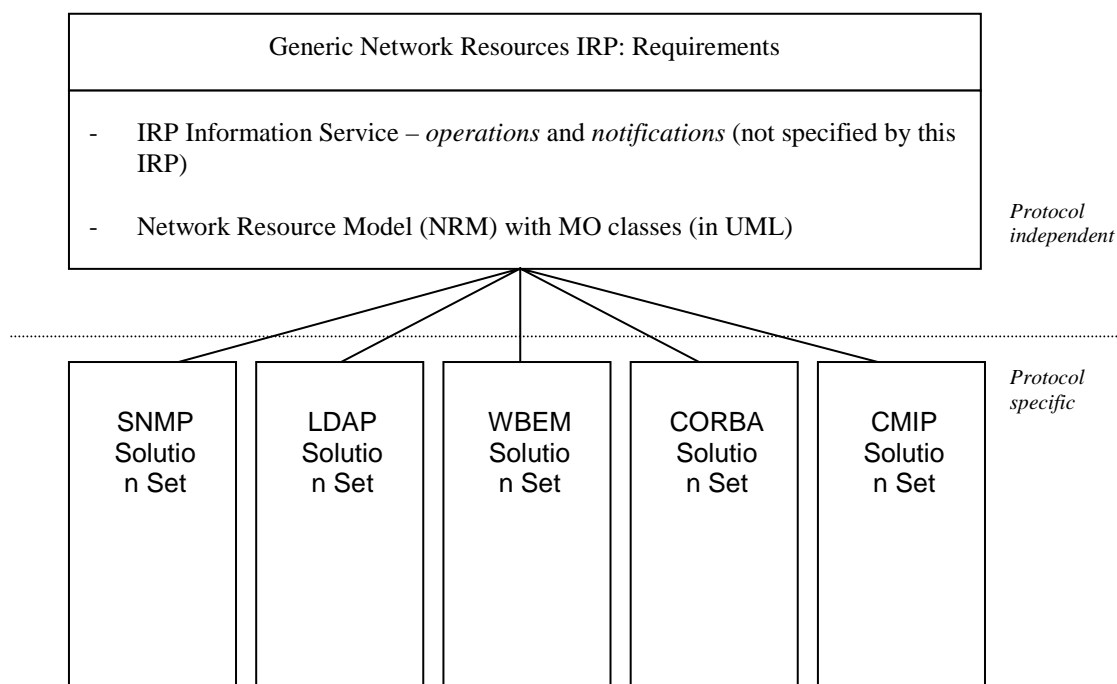 Generic Network Resources IRP: Requirements
- IRP Information Service – operations and notifications (not specified by this
IRP)
- Network Resource Model (NRM) with MO classes (in UML)
Protocol
independent
Protocol
specific
SNMP
Solutio
n Set
LDAP
Solutio
n Set
WBEM
Solutio
n Set
CORBA
Solutio
n Set
CMIP
Solutio
n Set